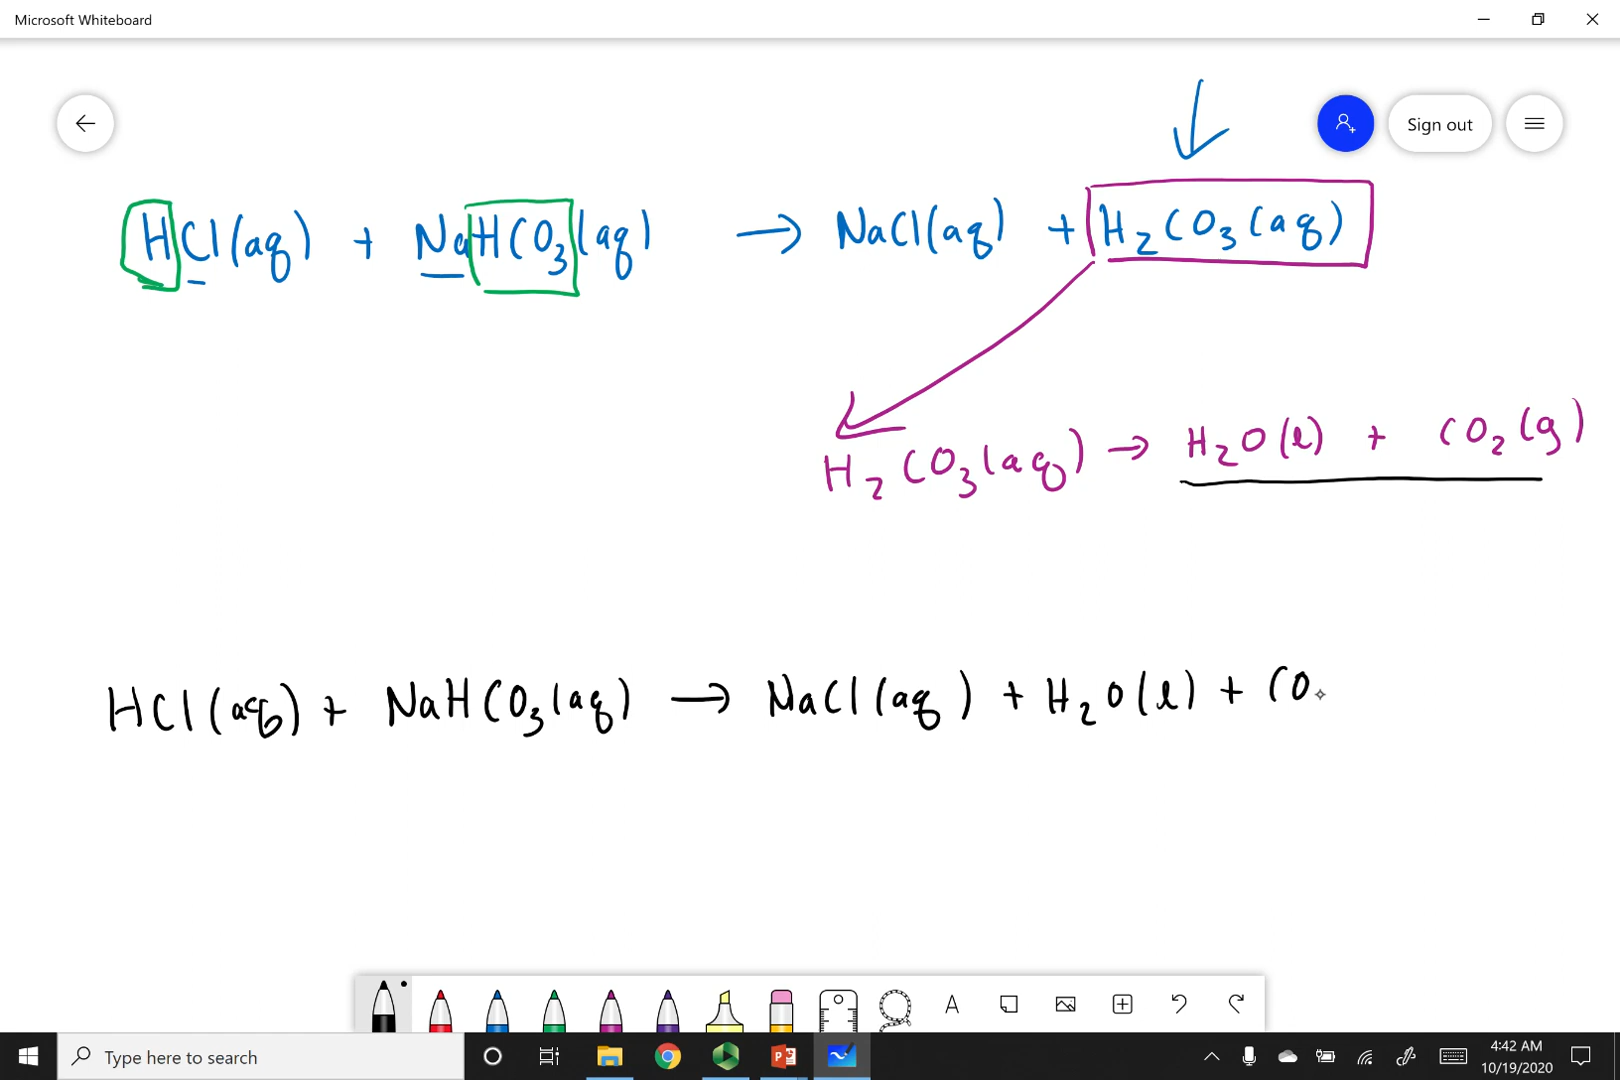 Microsoft Whiteboard
Sign out
HCl(aq) + NaHCO3(aq) → NaCl(aq) + H2CO3(aq)
H2CO3(aq) → H2O(l) + CO2(g)
HCl(aq) + NaHCO3(aq) → NaCl(aq) + H2O(l) + CO
A
Type here to search
4:42 AM
10/19/2020